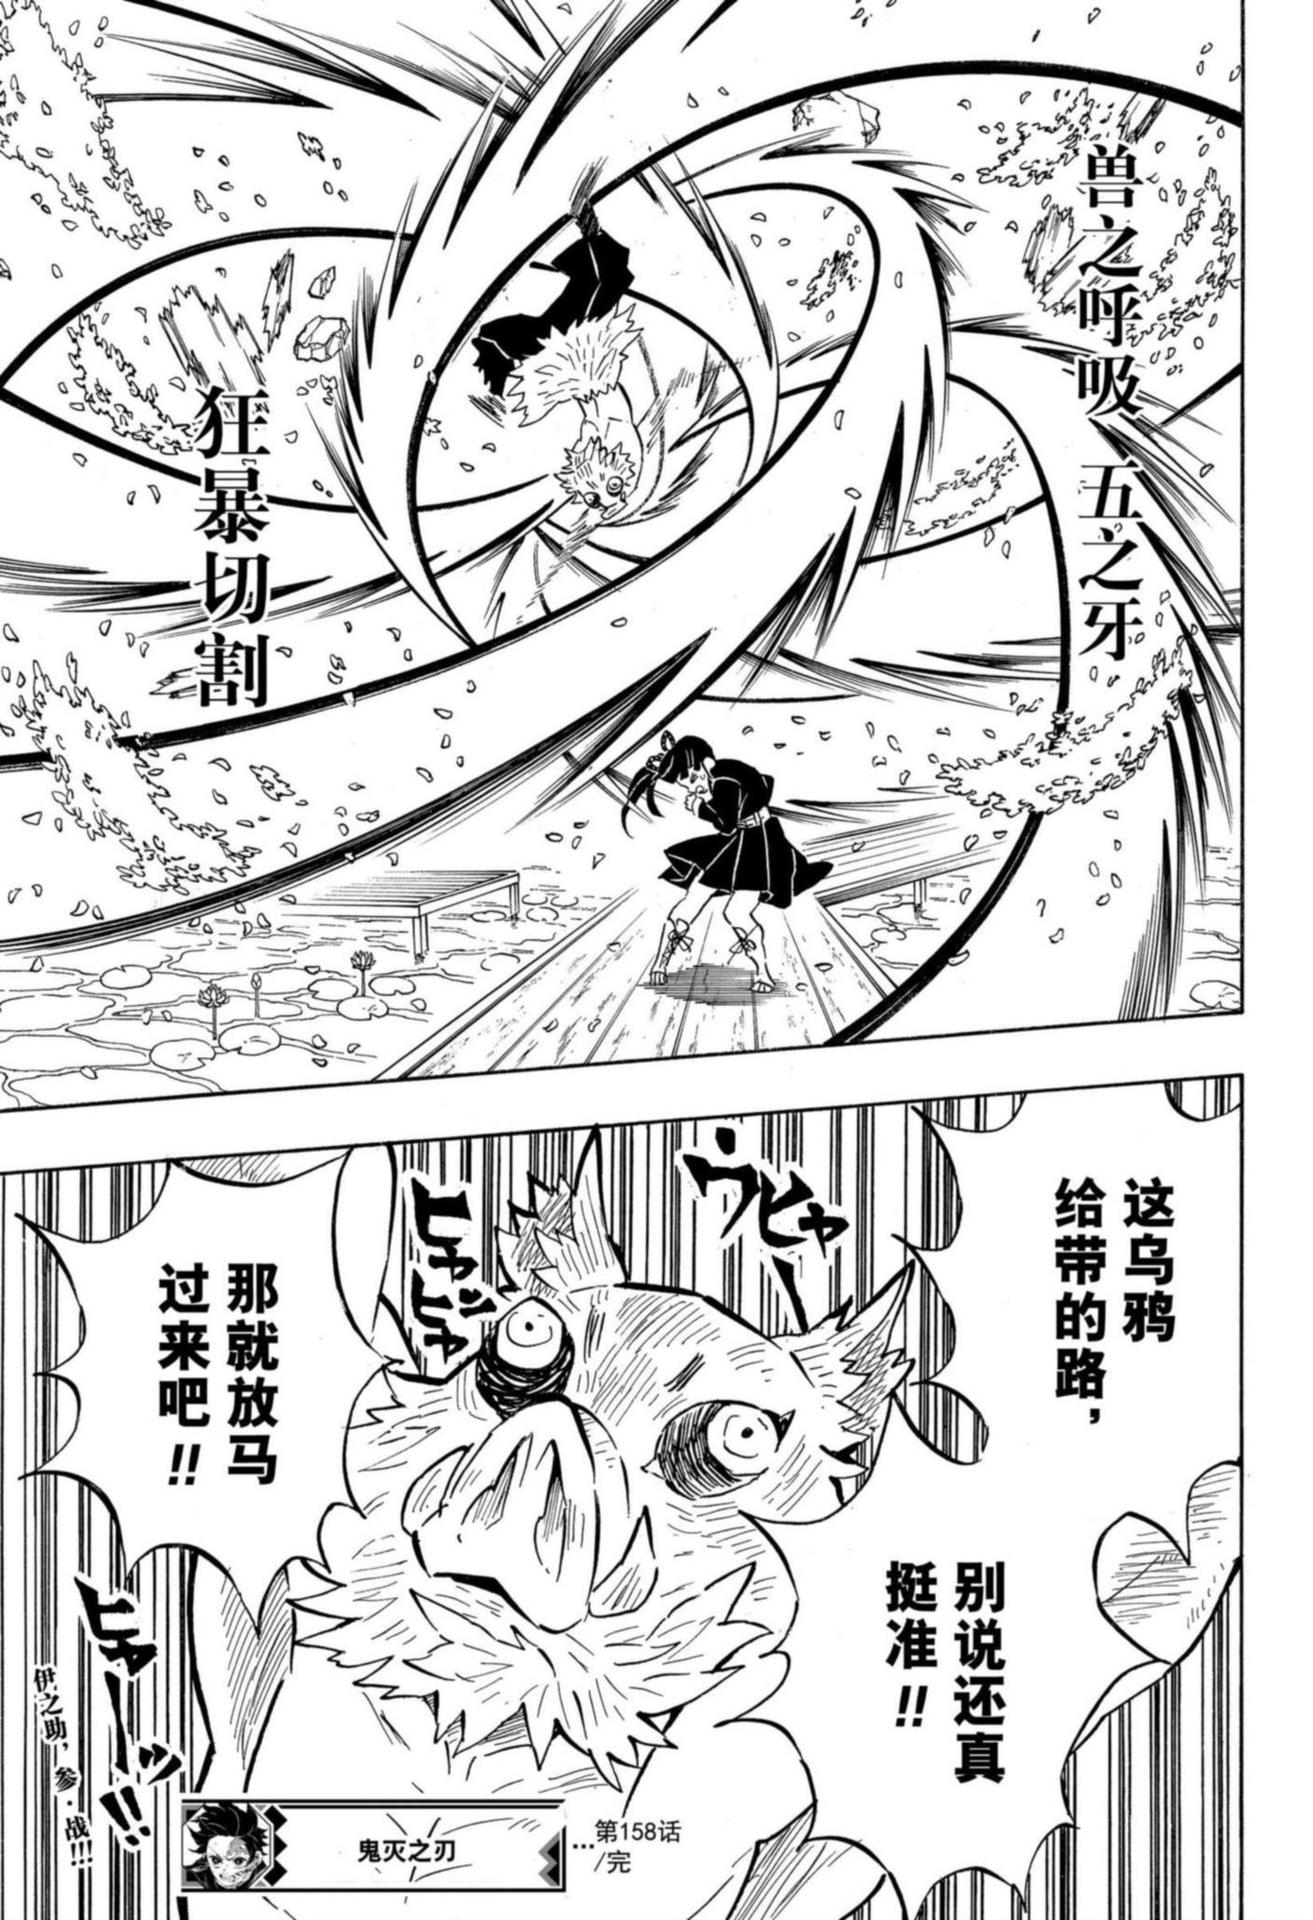 兽之呼吸 五之牙
狂暴切割
这乌鸦
给带的路，
别说还真
挺准!!
ウヒャー
ヒャッ
ヒャ
那就放马
过来吧!!
ヒャーッ!!
伊之助，参·战!!!
鬼灭之刃
…第158话
/完